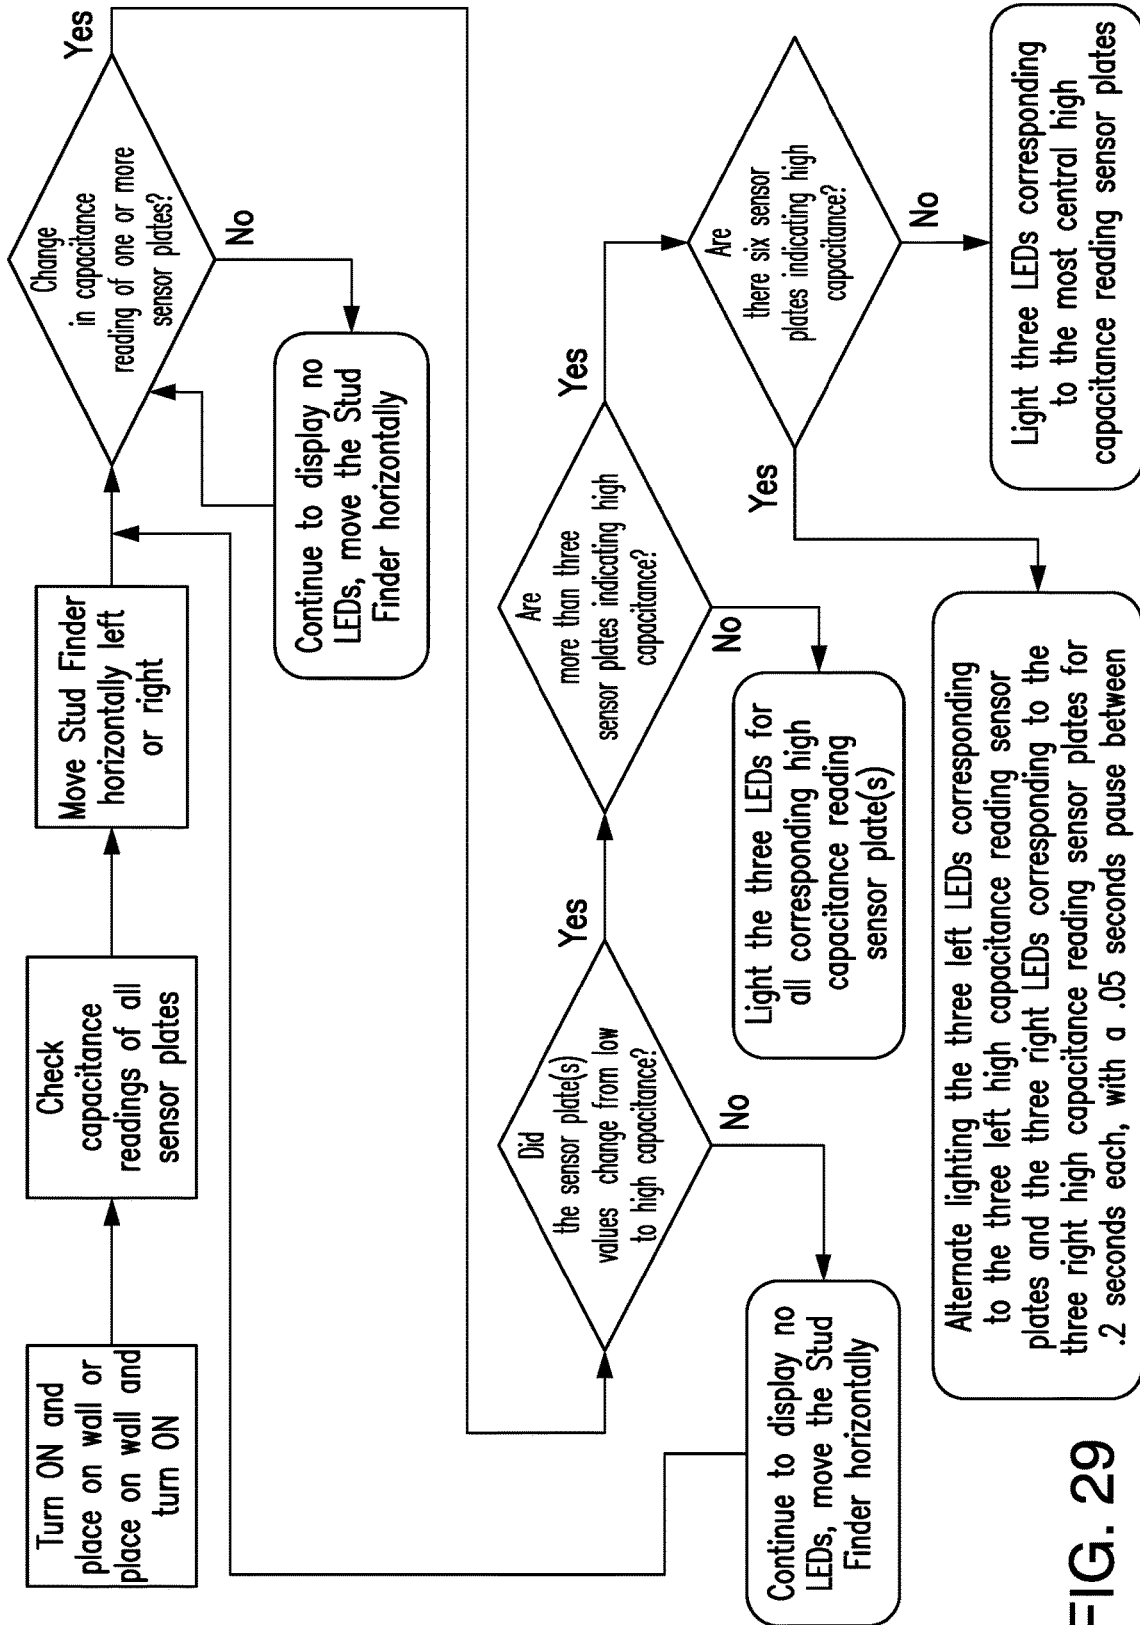 Turn ON and
place on wall or
place on wall and
turn ON
Check
capacitance
readings of all
sensor plates
Move Stud Finder
horizontally left
or right
Change
in capacitance
reading of one or more
sensor plates?
Yes
No
Continue to display no
LEDs, move the Stud
Finder horizontally
Did
the sensor plate(s)
values change from low
to high capacitance?
Yes
No
Continue to display no
LEDs, move the Stud
Finder horizontally
Are
more than three
sensor plates indicating high
capacitance?
Yes
No
Light the three LEDs for
all corresponding high
capacitance reading
sensor plate(s)
Are
there six sensor
plates indicating high
capacitance?
Yes
No
Alternate lighting the three left LEDs corresponding
to the three left high capacitance reading sensor
plates and the three right LEDs corresponding to the
three right high capacitance reading sensor plates for
.2 seconds each, with a .05 seconds pause between
Light three LEDs corresponding
to the most central high
capacitance reading sensor plates
FIG. 29